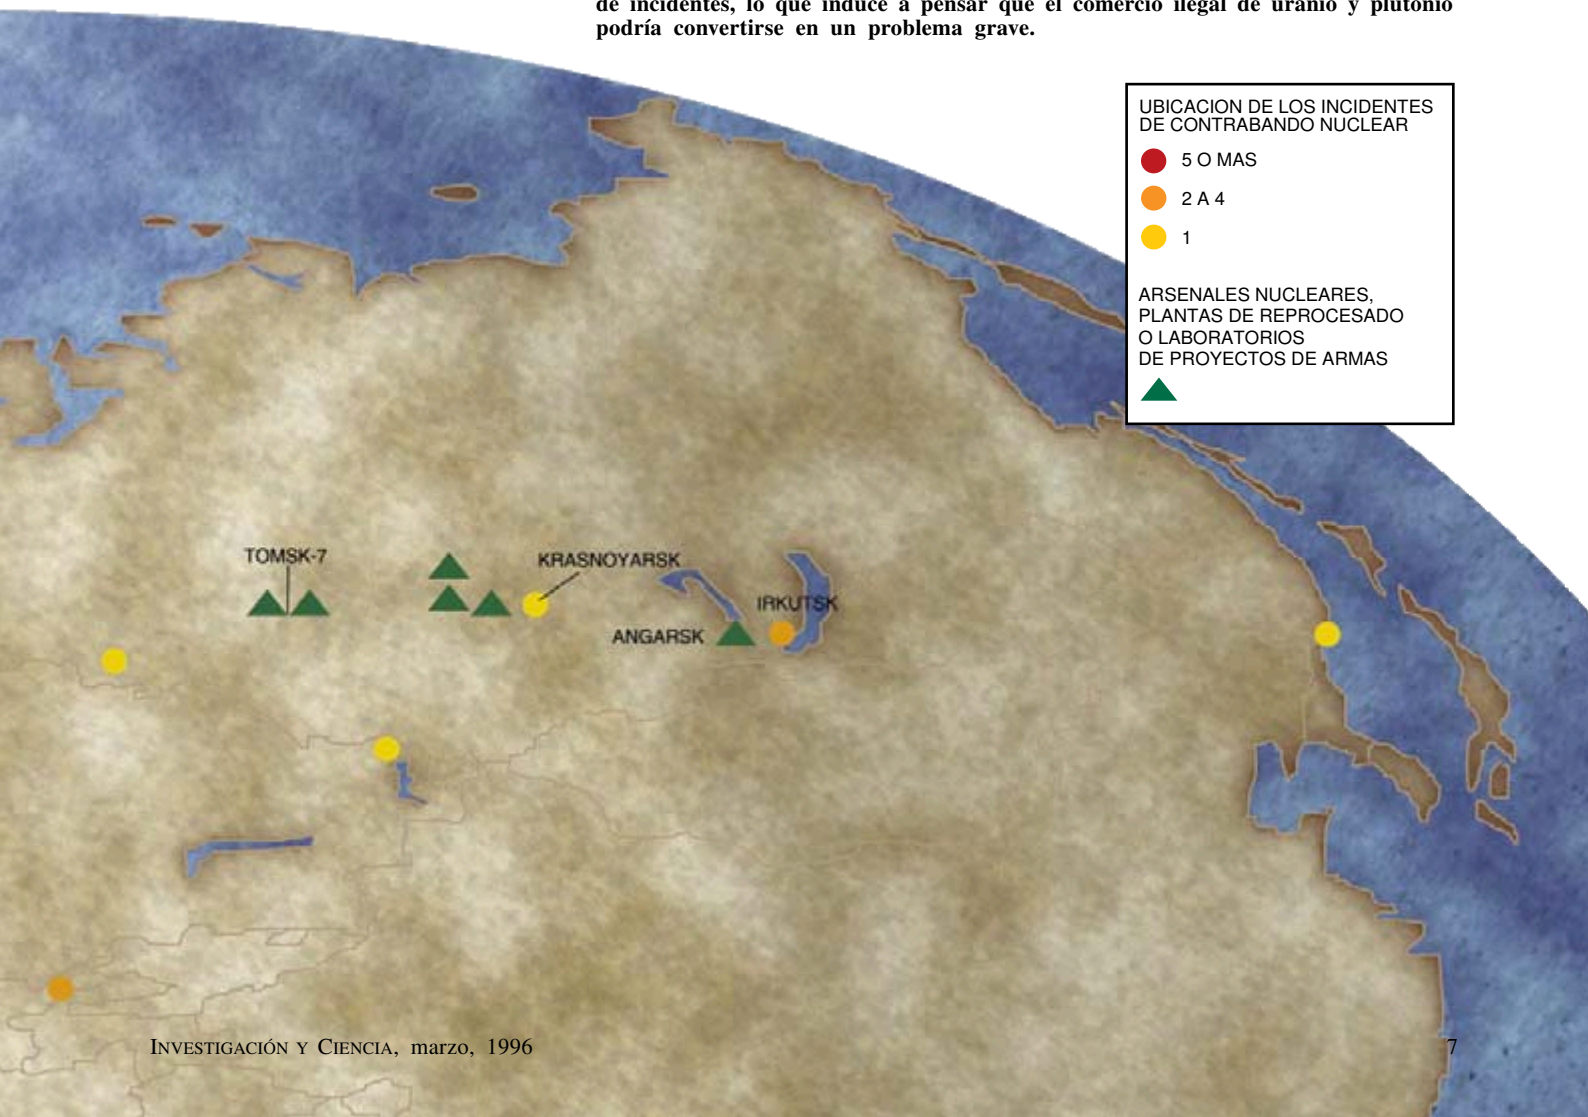 de incidentes, lo que induce a pensar que el comercio ilegal de uranio y plutonio
podría convertirse en un problema grave.
UBICACION DE LOS INCIDENTES
DE CONTRABANDO NUCLEAR
5 O MAS
2 A 4
1
ARSENALES NUCLEARES,
PLANTAS DE REPROCESADO
O LABORATORIOS
DE PROYECTOS DE ARMAS
TOMSK-7
KRASNOYARSK
IRKUTSK
ANGARSK
INVESTIGACIÓN Y CIENCIA, marzo, 1996
7